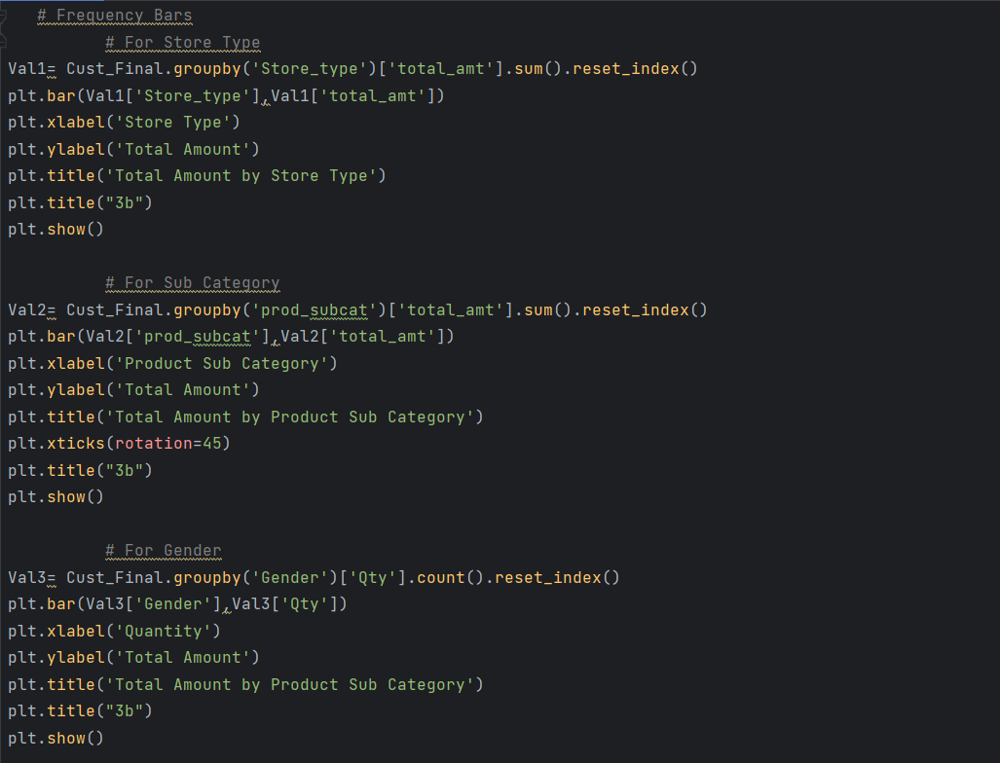 # Frequency Bars
# For Store Type
Val1= Cust_Final.groupby('Store_type')['total_amt'].sum().reset_index()
plt.bar(Val1['Store_type'],Val1['total_amt'])
plt.xlabel('Store Type')
plt.ylabel('Total Amount')
plt.title('Total Amount by Store Type')
plt.title("3b")
plt.show()
# For Sub Category
Val2= Cust_Final.groupby('prod_subcat')['total_amt'].sum().reset_index()
plt.bar(Val2['prod_subcat'],Val2['total_amt'])
plt.xlabel('Product Sub Category')
plt.ylabel('Total Amount')
plt.title('Total Amount by Product Sub Category')
plt.xticks(rotation=45)
plt.title("3b")
plt.show()
# For Gender
Val3= Cust_Final.groupby('Gender')['Qty'].count().reset_index()
plt.bar(Val3['Gender'],Val3['Qty'])
plt.xlabel('Quantity')
plt.ylabel('Total Amount')
plt.title('Total Amount by Product Sub Category')
plt.title("3b")
plt.show()